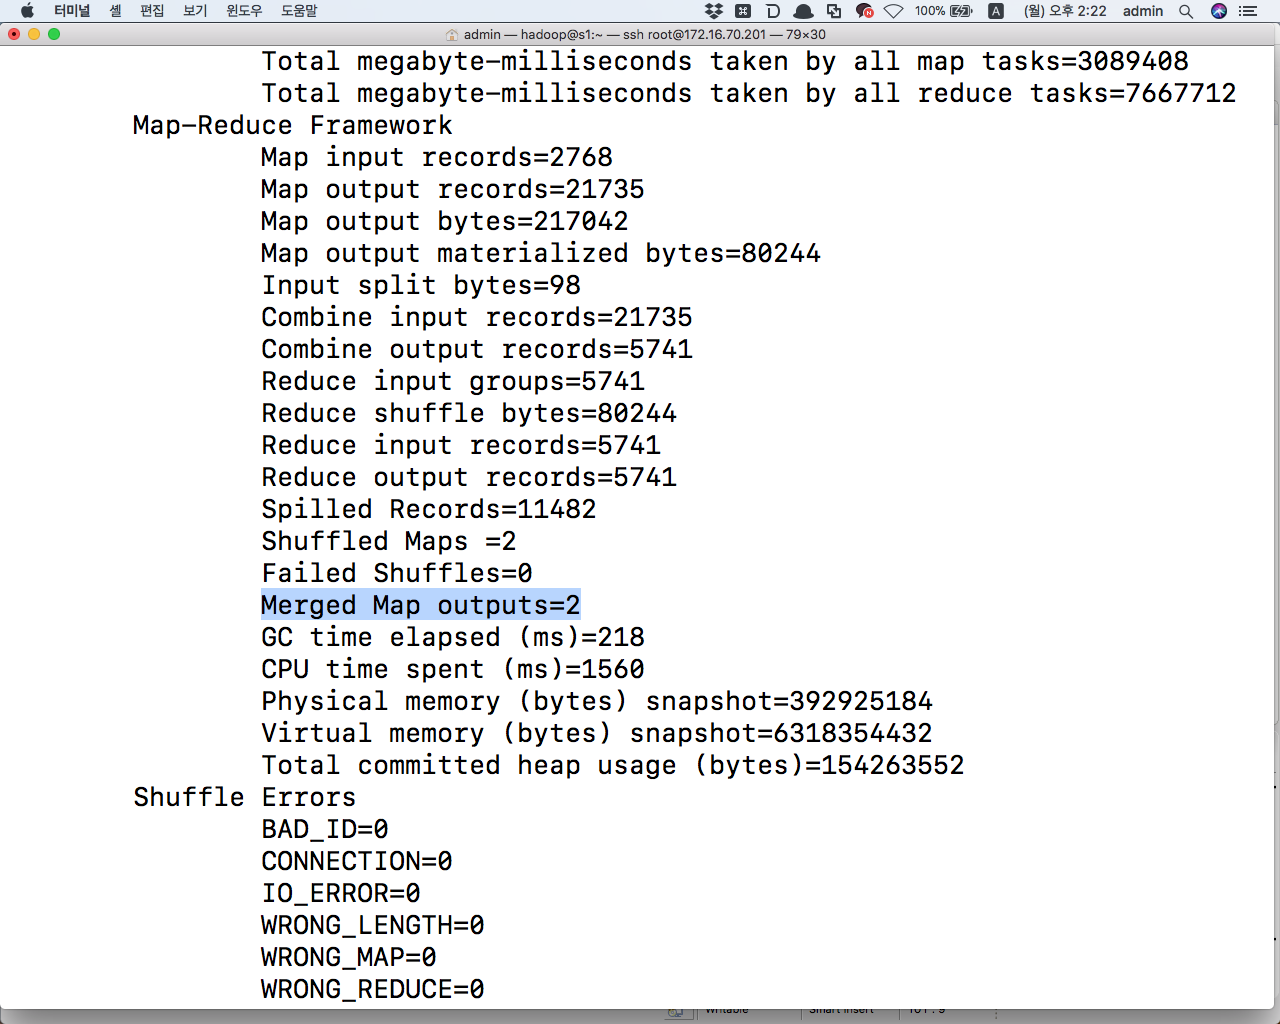 터미널 셸 편집 보기 윈도우 도움말 100% A (월) 오후 2:22 admin
admin — hadoop@s1:~ — ssh root@172.16.70.201 — 79×30
Total megabyte-milliseconds taken by all map tasks=3089408
Total megabyte-milliseconds taken by all reduce tasks=7667712
Map-Reduce Framework
Map input records=2768
Map output records=21735
Map output bytes=217042
Map output materialized bytes=80244
Input split bytes=98
Combine input records=21735
Combine output records=5741
Reduce input groups=5741
Reduce shuffle bytes=80244
Reduce input records=5741
Reduce output records=5741
Spilled Records=11482
Shuffled Maps =2
Failed Shuffles=0
Merged Map outputs=2
GC time elapsed (ms)=218
CPU time spent (ms)=1560
Physical memory (bytes) snapshot=392925184
Virtual memory (bytes) snapshot=6318354432
Total committed heap usage (bytes)=154263552
Shuffle Errors
BAD_ID=0
CONNECTION=0
IO_ERROR=0
WRONG_LENGTH=0
WRONG_MAP=0
WRONG_REDUCE=0
Writable Smart Insert